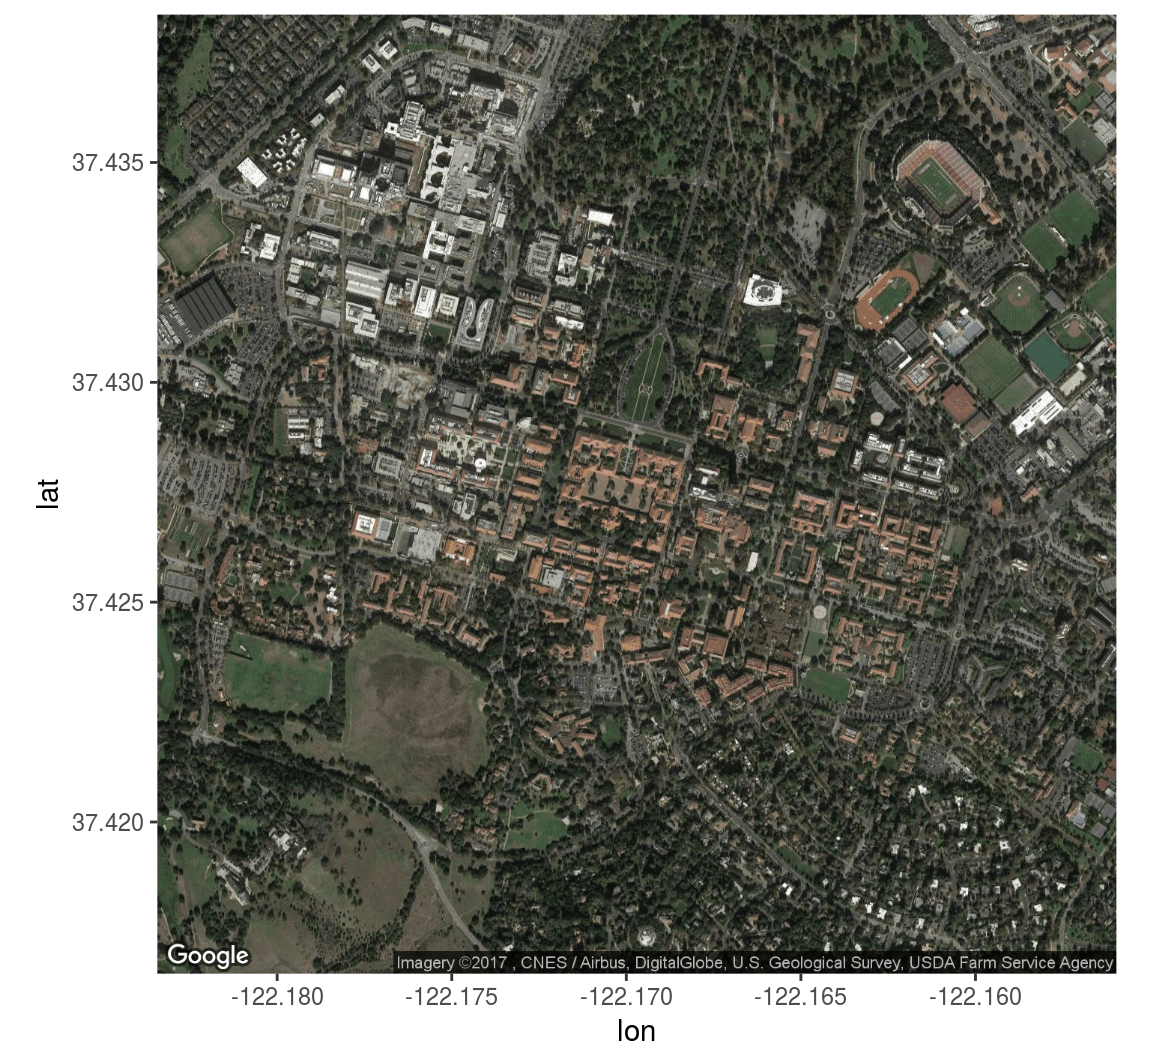 lat
37.435
37.430
37.425
37.420
Google
Imagery ©2017 , CNES / Airbus, DigitalGlobe, U.S. Geological Survey, USDA Farm Service Agency
-122.180
-122.175
-122.170
-122.165
-122.160
lon